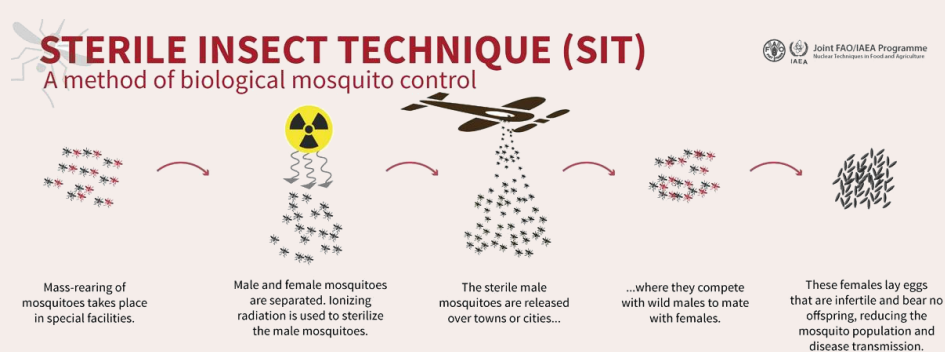 STERILE INSECT TECHNIQUE (SIT)
A method of biological mosquito control
IAEA
Joint FAO/IAEA Programme
Nuclear Techniques in Food and Agriculture
Mass-rearing of
mosquitoes takes place
in special facilities.
Male and female mosquitoes
are separated. Ionizing
radiation is used to sterilize
the male mosquitoes.
The sterile male
mosquitoes are released
over towns or cities...
...where they compete
with wild males to mate
with females.
These females lay eggs
that are infertile and bear no
offspring, reducing the
mosquito population and
disease transmission.